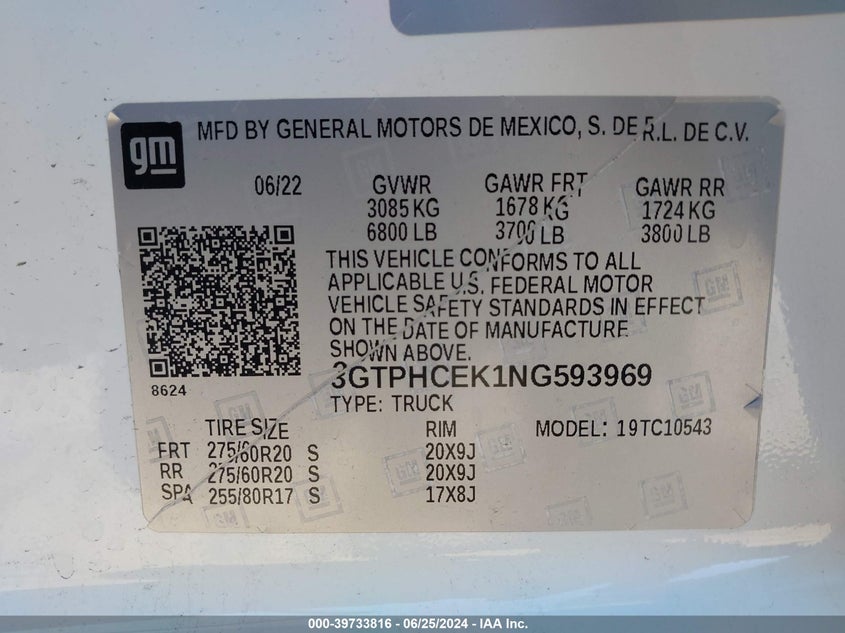 gm
MFD BY GENERAL MOTORS DE MEXICO, S. DE R.L. DE C.V.
06/22 GVWR GAWR FRT GAWR RR
3085 KG 1678 KG 1724 KG
6800 LB 3700 LB 3800 LB
THIS VEHICLE CONFORMS TO ALL
APPLICABLE U.S. FEDERAL MOTOR
VEHICLE SAFETY STANDARDS IN EFFECT
ON THE DATE OF MANUFACTURE
SHOWN ABOVE.
8624
3GTPHCEK1NG593969
TYPE: TRUCK
TIRE SIZE RIM MODEL: 19TC10543
FRT 275/60R20 S 20X9J
RR 275/60R20 S 20X9J
SPA 255/80R17 S 17X8J
000-39733816 - 06/25/2024 - IAA Inc.